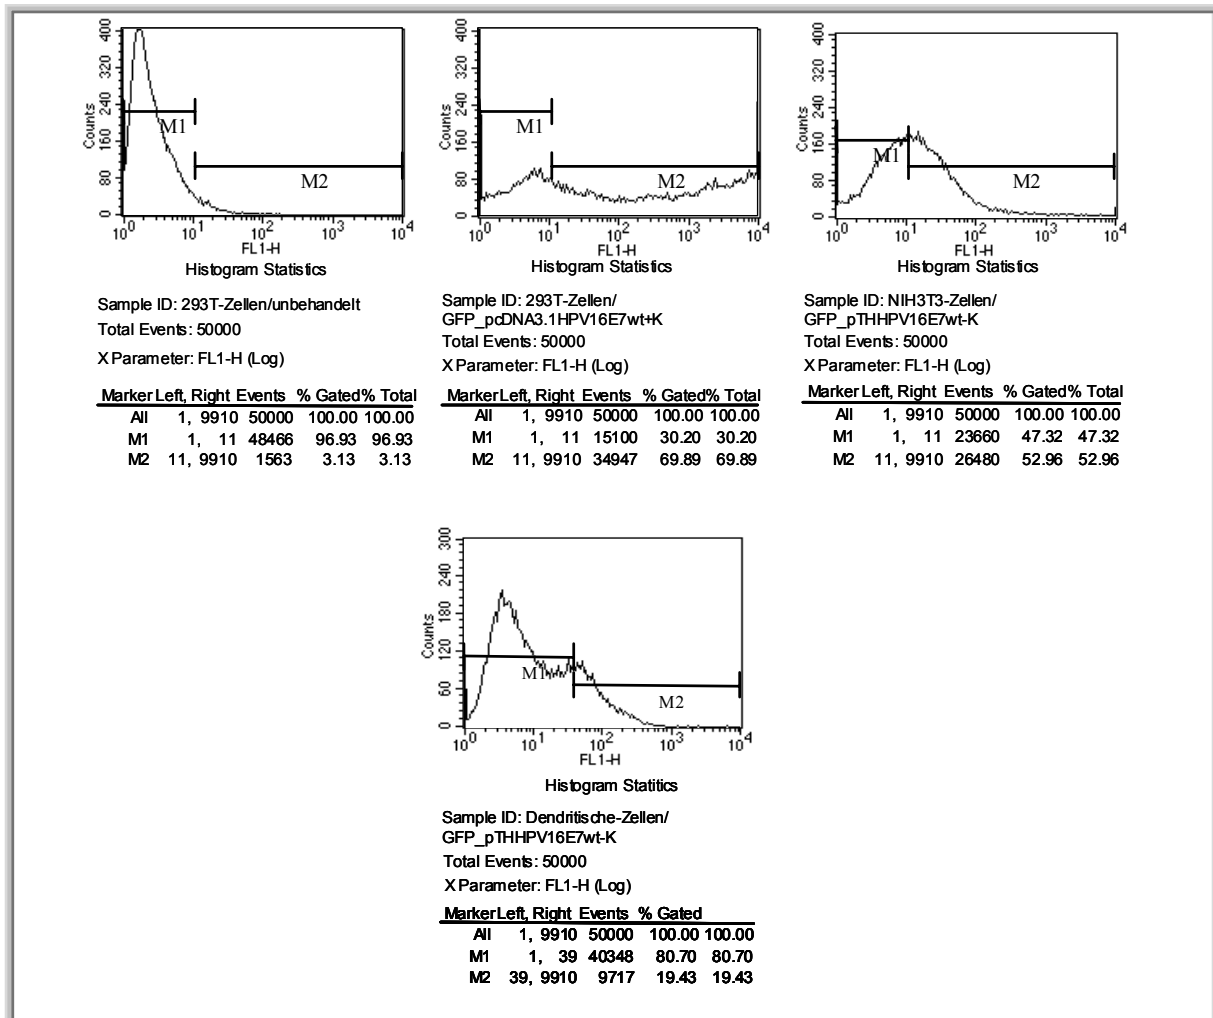 400
320
240
160
80
0
Counts
M1
M2
10^0 10^1 10^2 10^3 10^4
FL1-H
Histogram Statistics
Sample ID: 293T-Zellen/unbehandelt
Total Events: 50000
X Parameter: FL1-H (Log)
Marker Left, Right Events % Gated % Total
All 1, 9910 50000 100.00 100.00
M1 1, 11 48466 96.93 96.93
M2 11, 9910 1563 3.13 3.13
400
320
240
160
80
0
Counts
M1
M2
10^0 10^1 10^2 10^3 10^4
FL1-H
Histogram Statistics
Sample ID: 293T-Zellen/
GFP_pcDNA3.1HPV16E7wt+K
Total Events: 50000
X Parameter: FL1-H (Log)
Marker Left, Right Events % Gated % Total
All 1, 9910 50000 100.00 100.00
M1 1, 11 15100 30.20 30.20
M2 11, 9910 34947 69.89 69.89
400
320
240
160
80
0
Counts
M1
M2
10^0 10^1 10^2 10^3 10^4
FL1-H
Histogram Statistics
Sample ID: NIH3T3-Zellen/
GFP_pTHHPV16E7wt-K
Total Events: 50000
X Parameter: FL1-H (Log)
Marker Left, Right Events % Gated % Total
All 1, 9910 50000 100.00 100.00
M1 1, 11 23660 47.32 47.32
M2 11, 9910 26480 52.96 52.96
300
240
180
120
60
0
Counts
M1
M2
10^0 10^1 10^2 10^3 10^4
FL1-H
Histogram Statitics
Sample ID: Dendritische-Zellen/
GFP_pTHHPV16E7wt-K
Total Events: 50000
X Parameter: FL1-H (Log)
Marker Left, Right Events % Gated
All 1, 9910 50000 100.00 100.00
M1 1, 39 40348 80.70 80.70
M2 39, 9910 9717 19.43 19.43